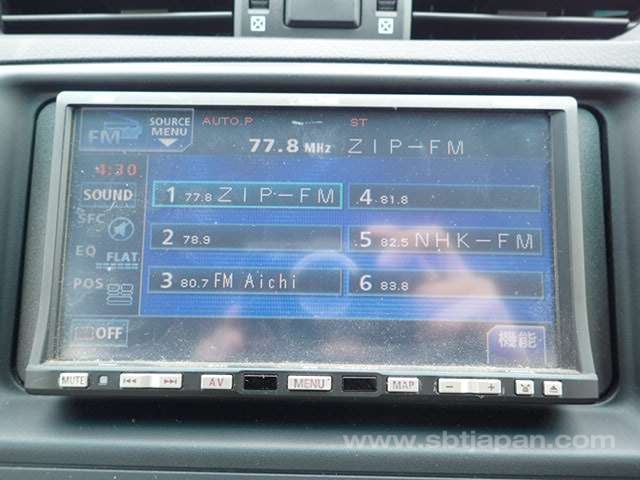 FM SOURCE MENU AUTO.P ST
77.8 MHz ZIP-FM
4:30
SOUND
SFC
EQ FLAT
POS
OFF
1 77.8 ZIP-FM
2 78.9
3 80.7 FM Aichi
4 81.8
5 82.5 NHK-FM
6 83.8
機能
MUTE AV MENU MAP - +
www.sbtjapan.com